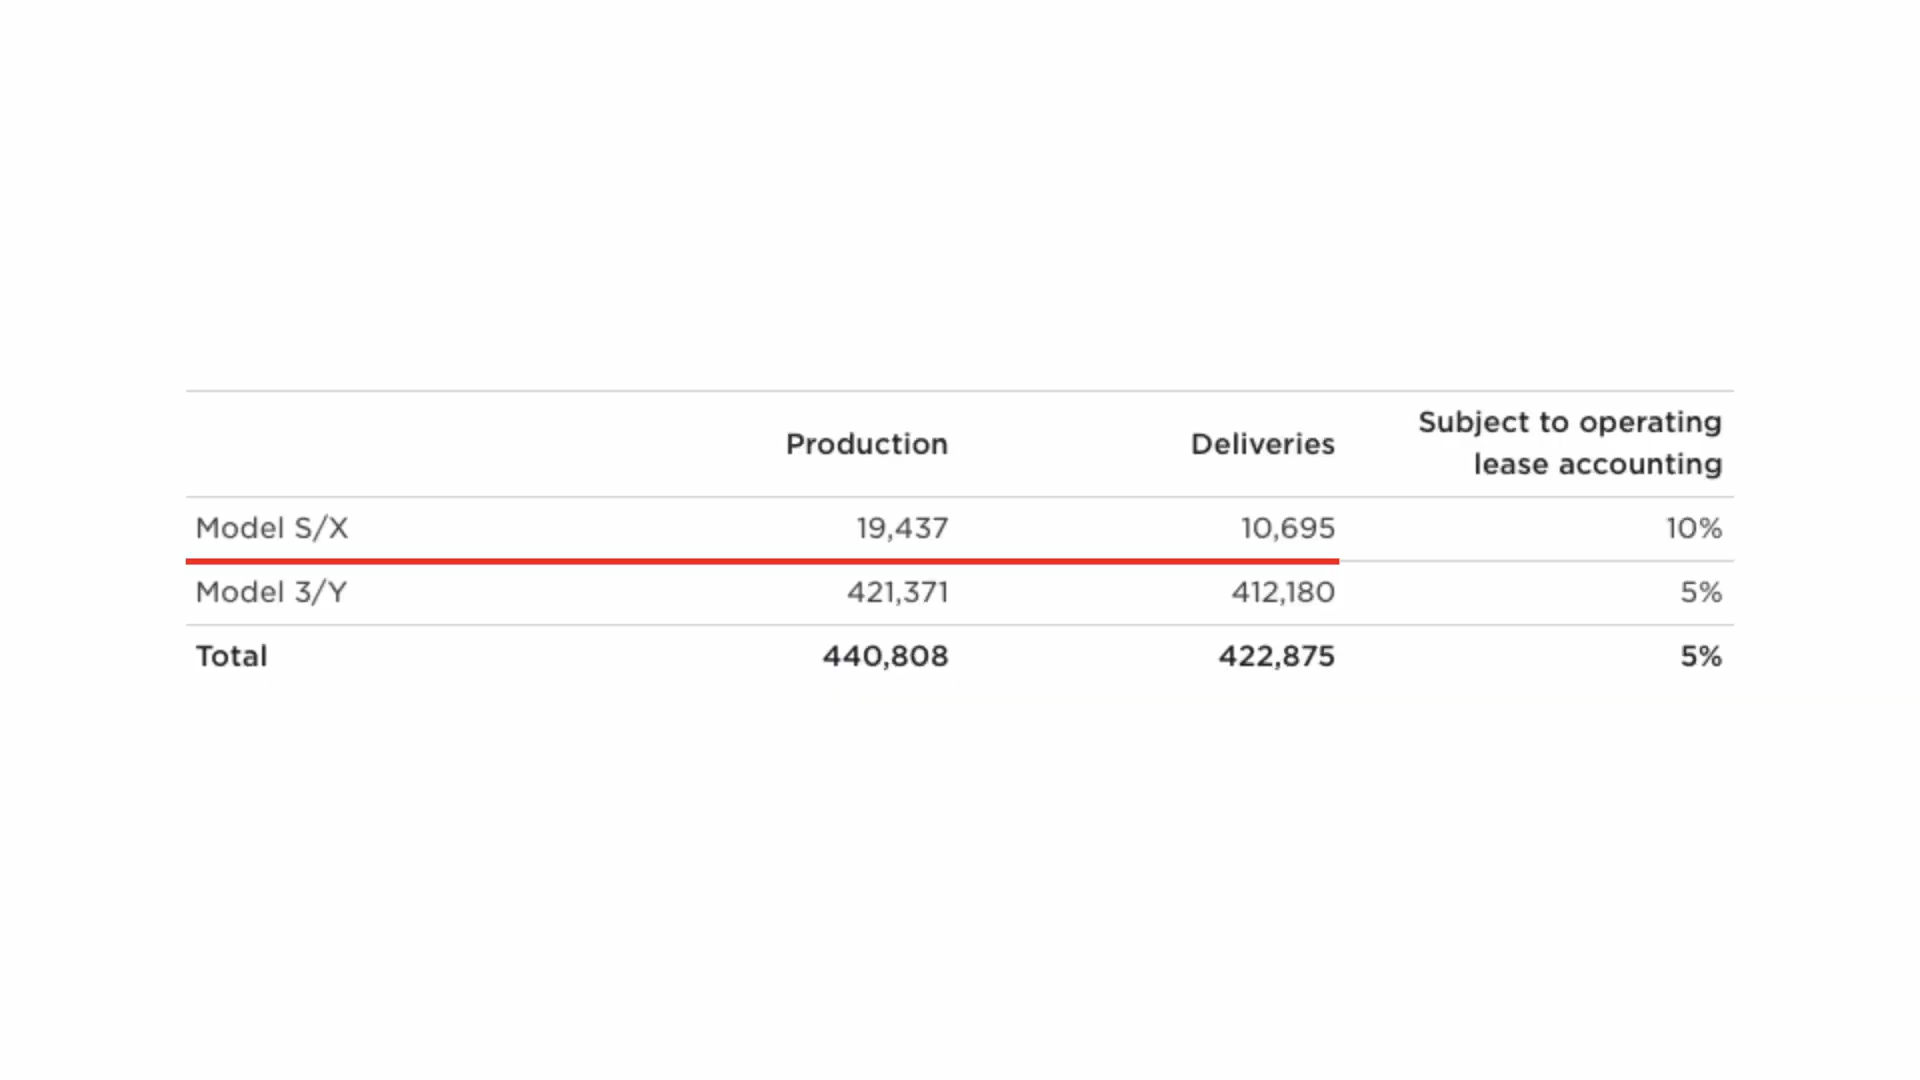 Production Deliveries Subject to operating
lease accounting
Model S/X 19,437 10,695 10%
Model 3/Y 421,371 412,180 5%
Total 440,808 422,875 5%